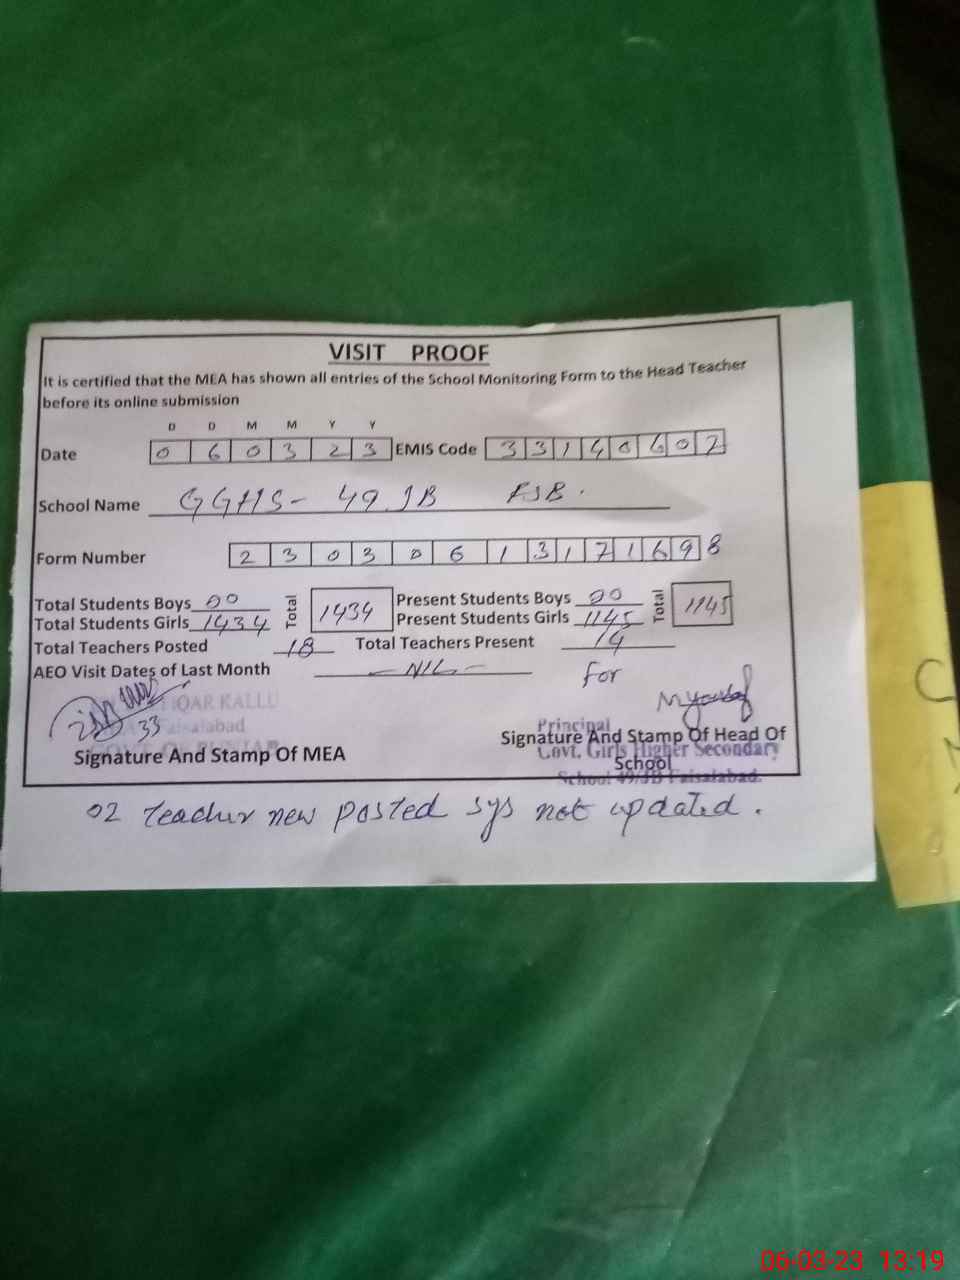 VISIT PROOF
It is certified that the MEA has shown all entries of the School Monitoring Form to the Head Teacher
before its online submission
D D M M Y Y
Date 0 6 0 3 2 3 EMIS Code 3 3 1 4 0 6 0 2
School Name GGHS- 49 JB FSB.
Form Number 2 3 0 3 0 6 1 3 1 7 1 6 9 8
Total Students Boys 00 Total 1434 Present Students Boys 00 Total 1145
Total Students Girls 1434 Present Students Girls 1145
Total Teachers Posted 18 Total Teachers Present 14
AEO Visit Dates of Last Month -NIL- for
QAR KALLU
Faisalabad
33
Signature And Stamp Of MEA
Principal
Signature And Stamp Of Head Of
Govt. Girls Higher Secondary
School
School 49/JB Faisalabad.
02 teacher new posted sys not updated.
06-03-23 13:19